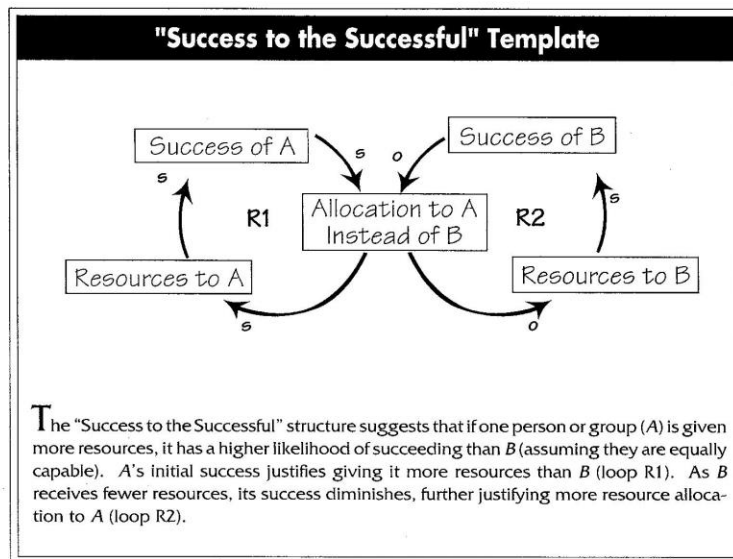 "Success to the Successful" Template
Success of A
Success of B
s
o
s
R1
Allocation to A
Instead of B
R2
s
Resources to A
Resources to B
s
o
The "Success to the Successful" structure suggests that if one person or group (A) is given
more resources, it has a higher likelihood of succeeding than B (assuming they are equally
capable). A's initial success justifies giving it more resources than B (loop R1). As B
receives fewer resources, its success diminishes, further justifying more resource alloca-
tion to A (loop R2).